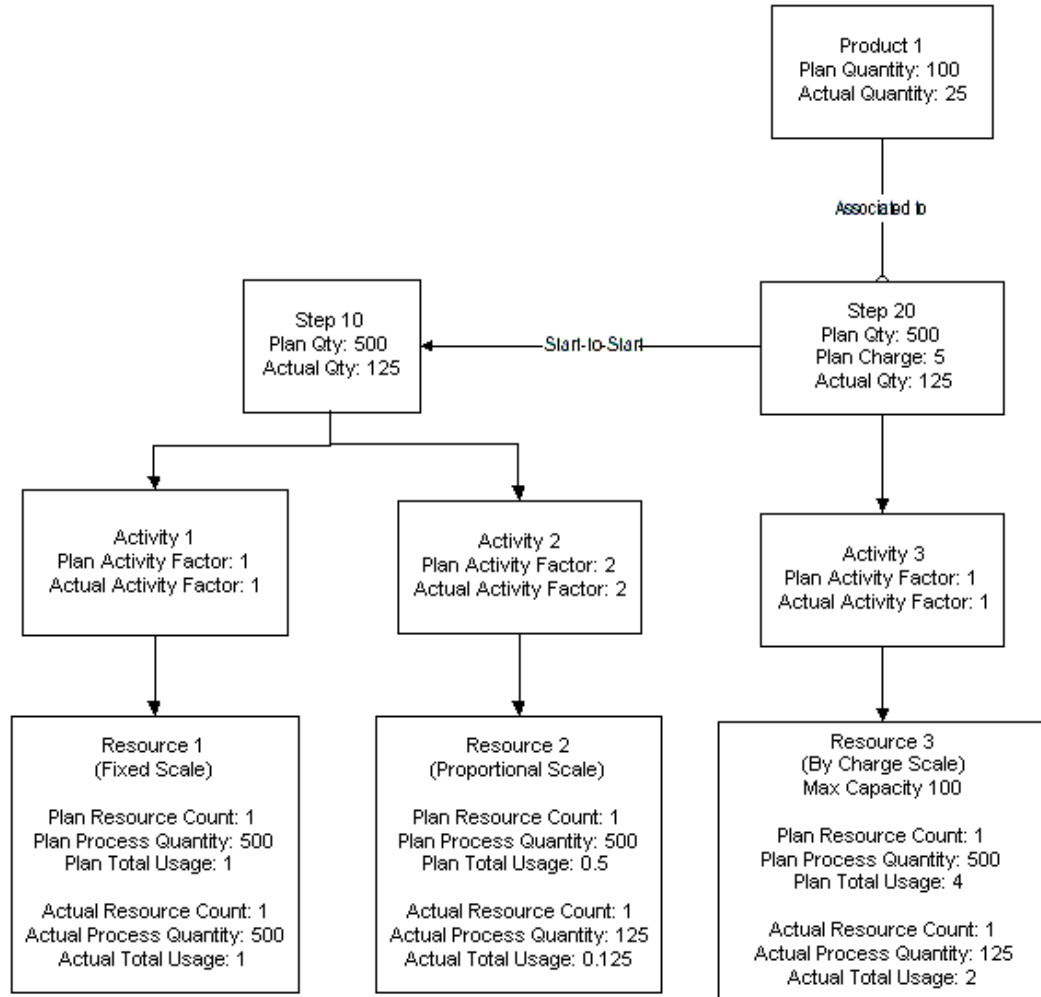 Product 1
Plan Quantity: 100
Actual Quantity: 25
Associated to
Step 10
Plan Qty: 500
Actual Qty: 125
Start-to-Start
Step 20
Plan Qty: 500
Plan Charge: 5
Actual Qty: 125
Activity 1
Plan Activity Factor: 1
Actual Activity Factor: 1
Activity 2
Plan Activity Factor: 2
Actual Activity Factor: 2
Activity 3
Plan Activity Factor: 1
Actual Activity Factor: 1
Resource 1
(Fixed Scale)
Plan Resource Count: 1
Plan Process Quantity: 500
Plan Total Usage: 1
Actual Resource Count: 1
Actual Process Quantity: 500
Actual Total Usage: 1
Resource 2
(Proportional Scale)
Plan Resource Count: 1
Plan Process Quantity: 500
Plan Total Usage: 0.5
Actual Resource Count: 1
Actual Process Quantity: 125
Actual Total Usage: 0.125
Resource 3
(By Charge Scale)
Max Capacity 100
Plan Resource Count: 1
Plan Process Quantity: 500
Plan Total Usage: 4
Actual Resource Count: 1
Actual Process Quantity: 125
Actual Total Usage: 2